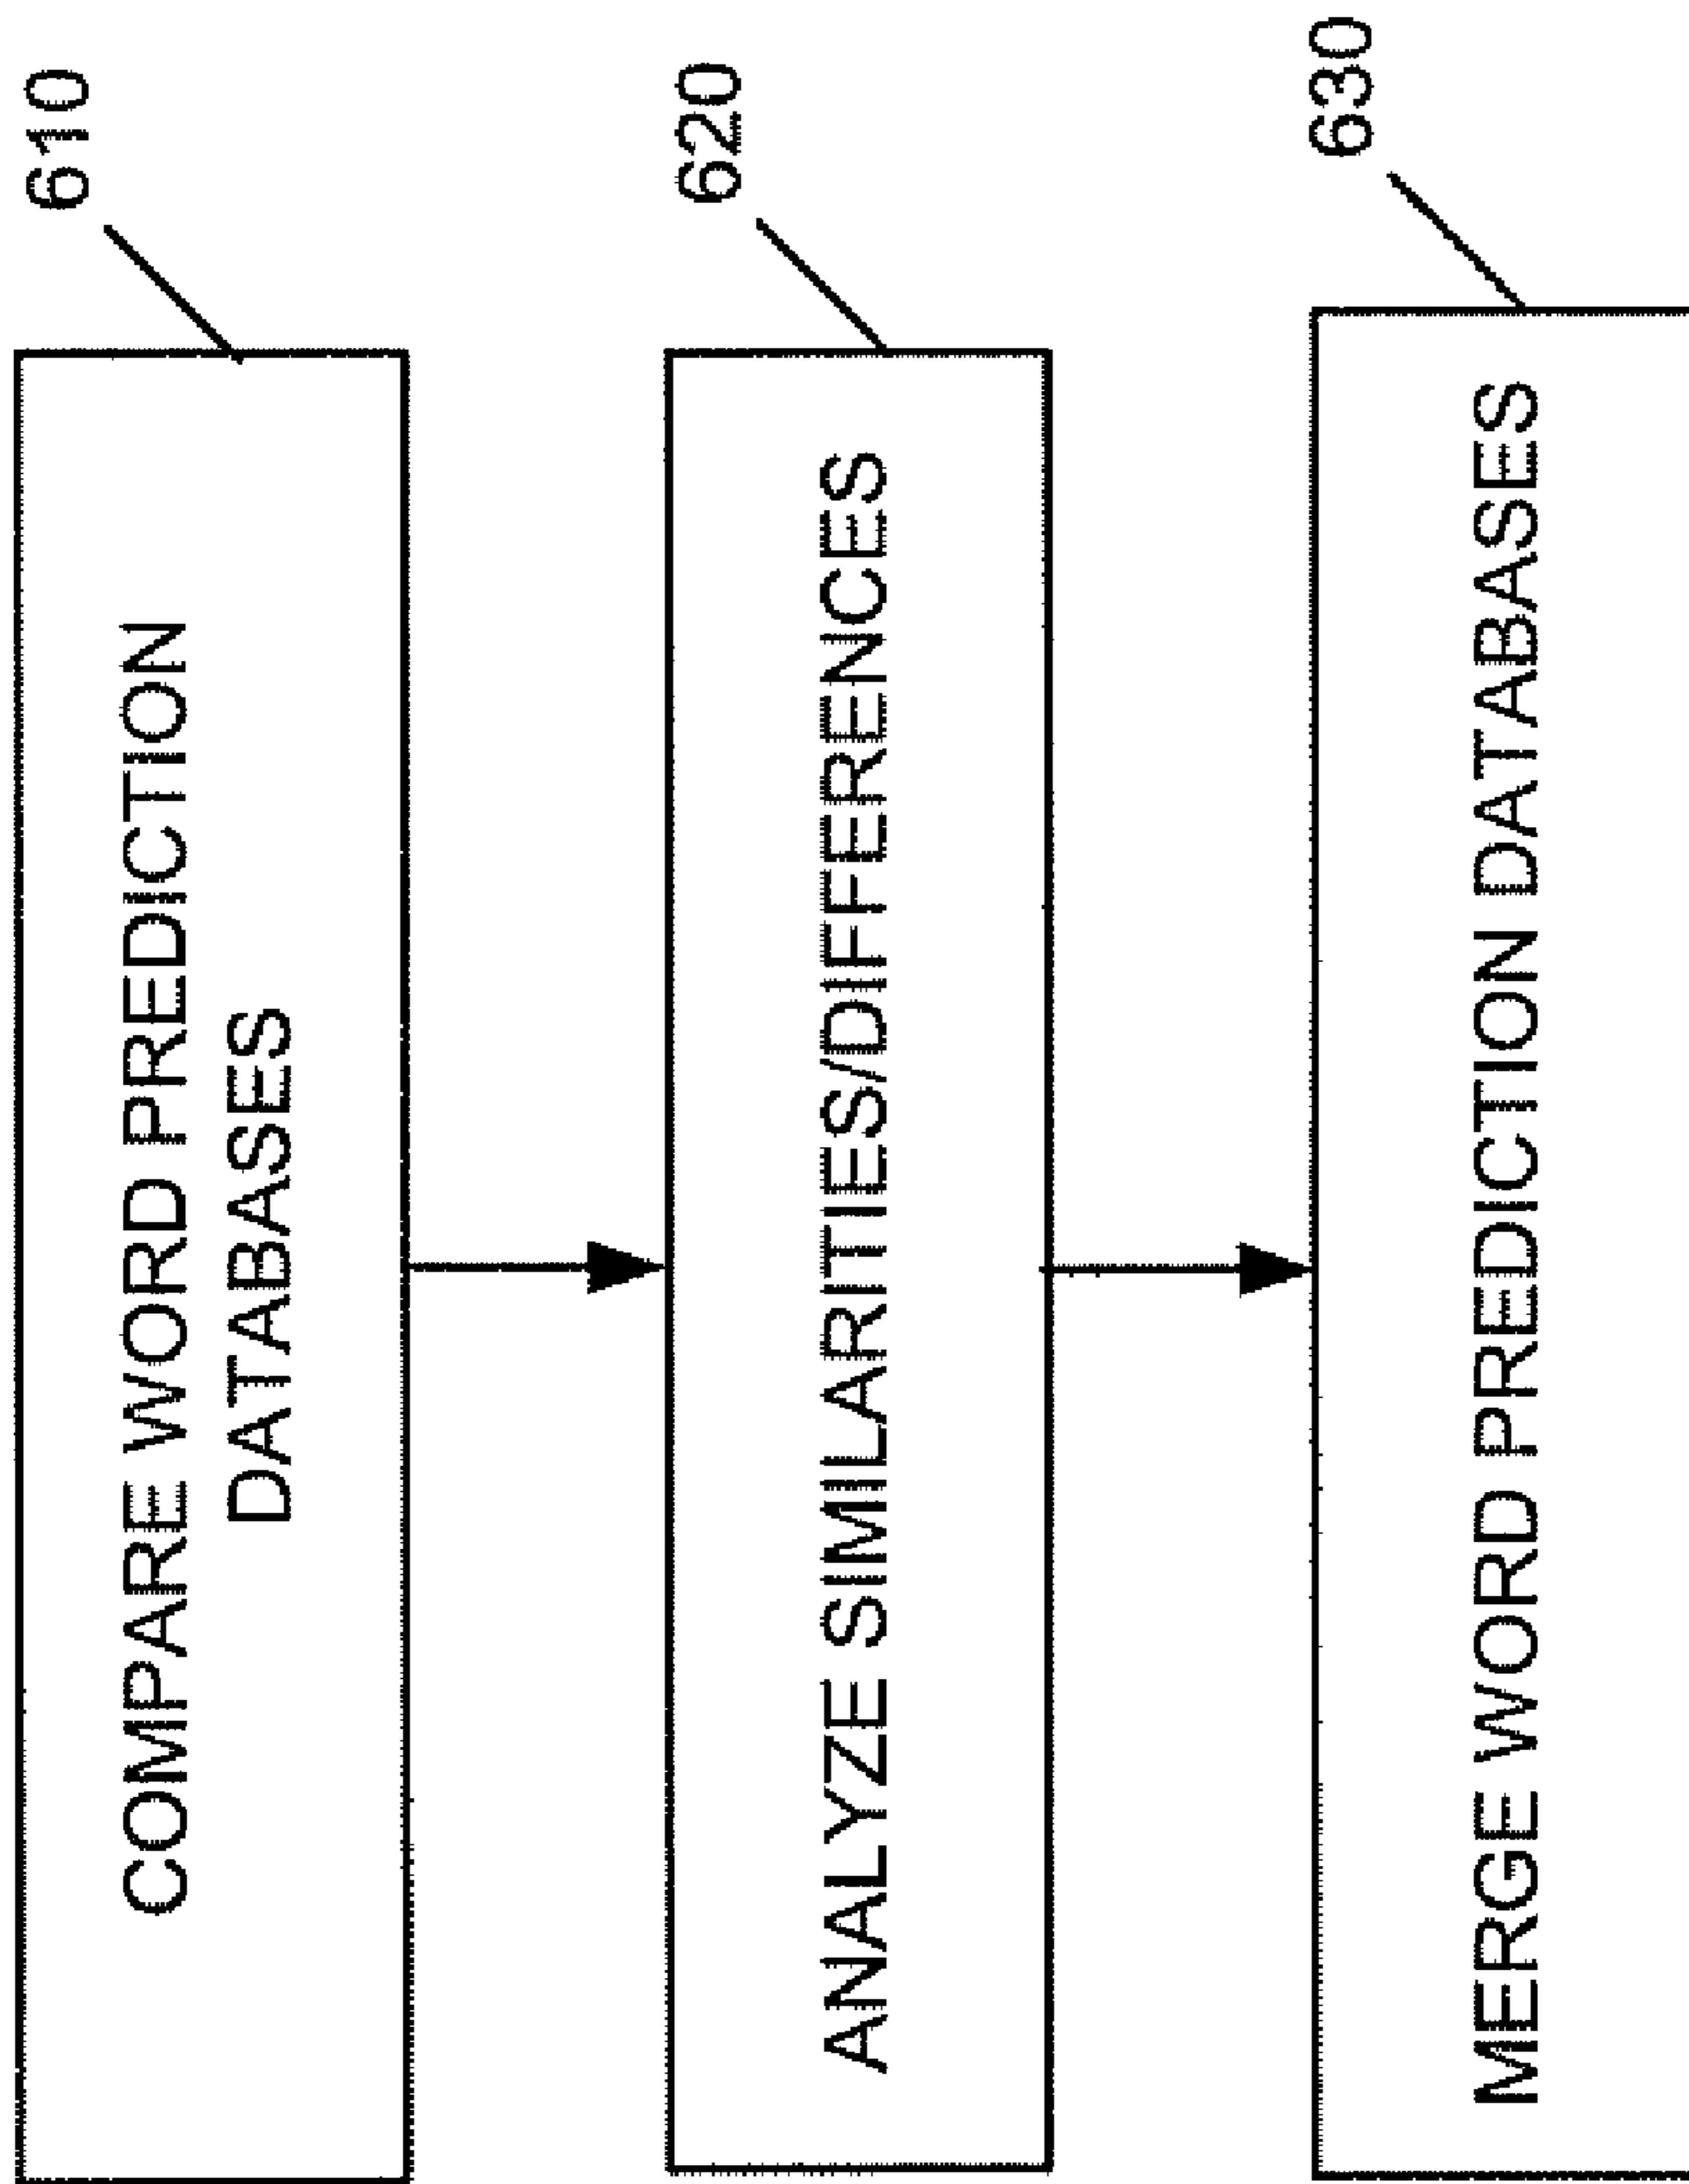 610
COMPARE WORD PREDICTION
DATABASES
620
ANALYZE SIMILARITIES/DIFFERENCES
630
MERGE WORD PREDICTION DATABASES